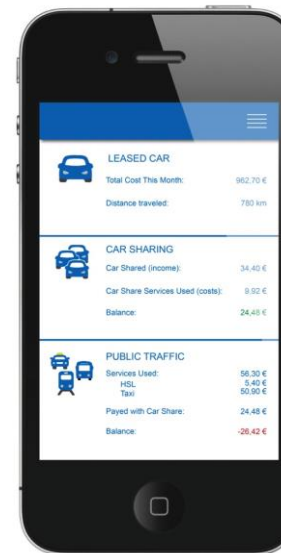 LEASED CAR
Total Cost This Month: 962,70 €
Distance traveled: 780 km
CAR SHARING
Car Shared (income): 34,40 €
Car Share Services Used (costs): 9,92 €
Balance: 24,48 €
PUBLIC TRAFFIC
Services Used: 56,30 €
HSL 5,40 €
Taxi 50,90 €
Payed with Car Share: 24,48 €
Balance: -26,42 €